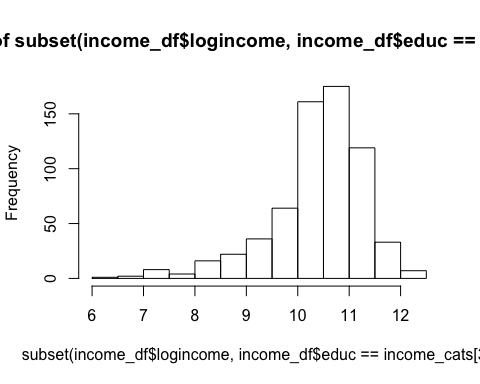 of subset(income_df$logincome, income_df$educ ==
Frequency
150
100
50
0
6 7 8 9 10 11 12
subset(income_df$logincome, income_df$educ == income_cats[3